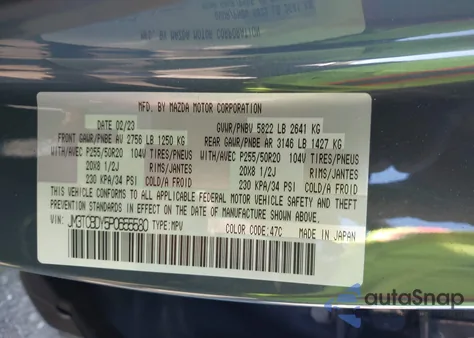 MFD. BY MAZDA MOTOR CORPORATION
DATE 02/23 GVWR/PNBV 5822 LB 2641 KG
FRONT GAWR/PNBE AV 2756 LB 1250 KG REAR GAWR/PNBE AR 3146 LB 1427 KG
WITH/AVEC P255/50R20 104V TIRES/PNEUS WITH/AVEC P255/50R20 104V TIRES/PNEUS
20X8 1/2J RIMS/JANTES 20X8 1/2J RIMS/JANTES
230 KPA/34 PSI COLD/A FROID 230 KPA/34 PSI COLD/A FROID
THIS VEHICLE CONFORMS TO ALL APPLICABLE FEDERAL MOTOR VEHICLE SAFETY AND THEFT
PREVENTION STANDARDS IN EFFECT ON THE DATE OF MANUFACTURE SHOWN ABOVE.
TYPE:MPV COLOR CODE:47C MADE IN JAPAN
autoSnap